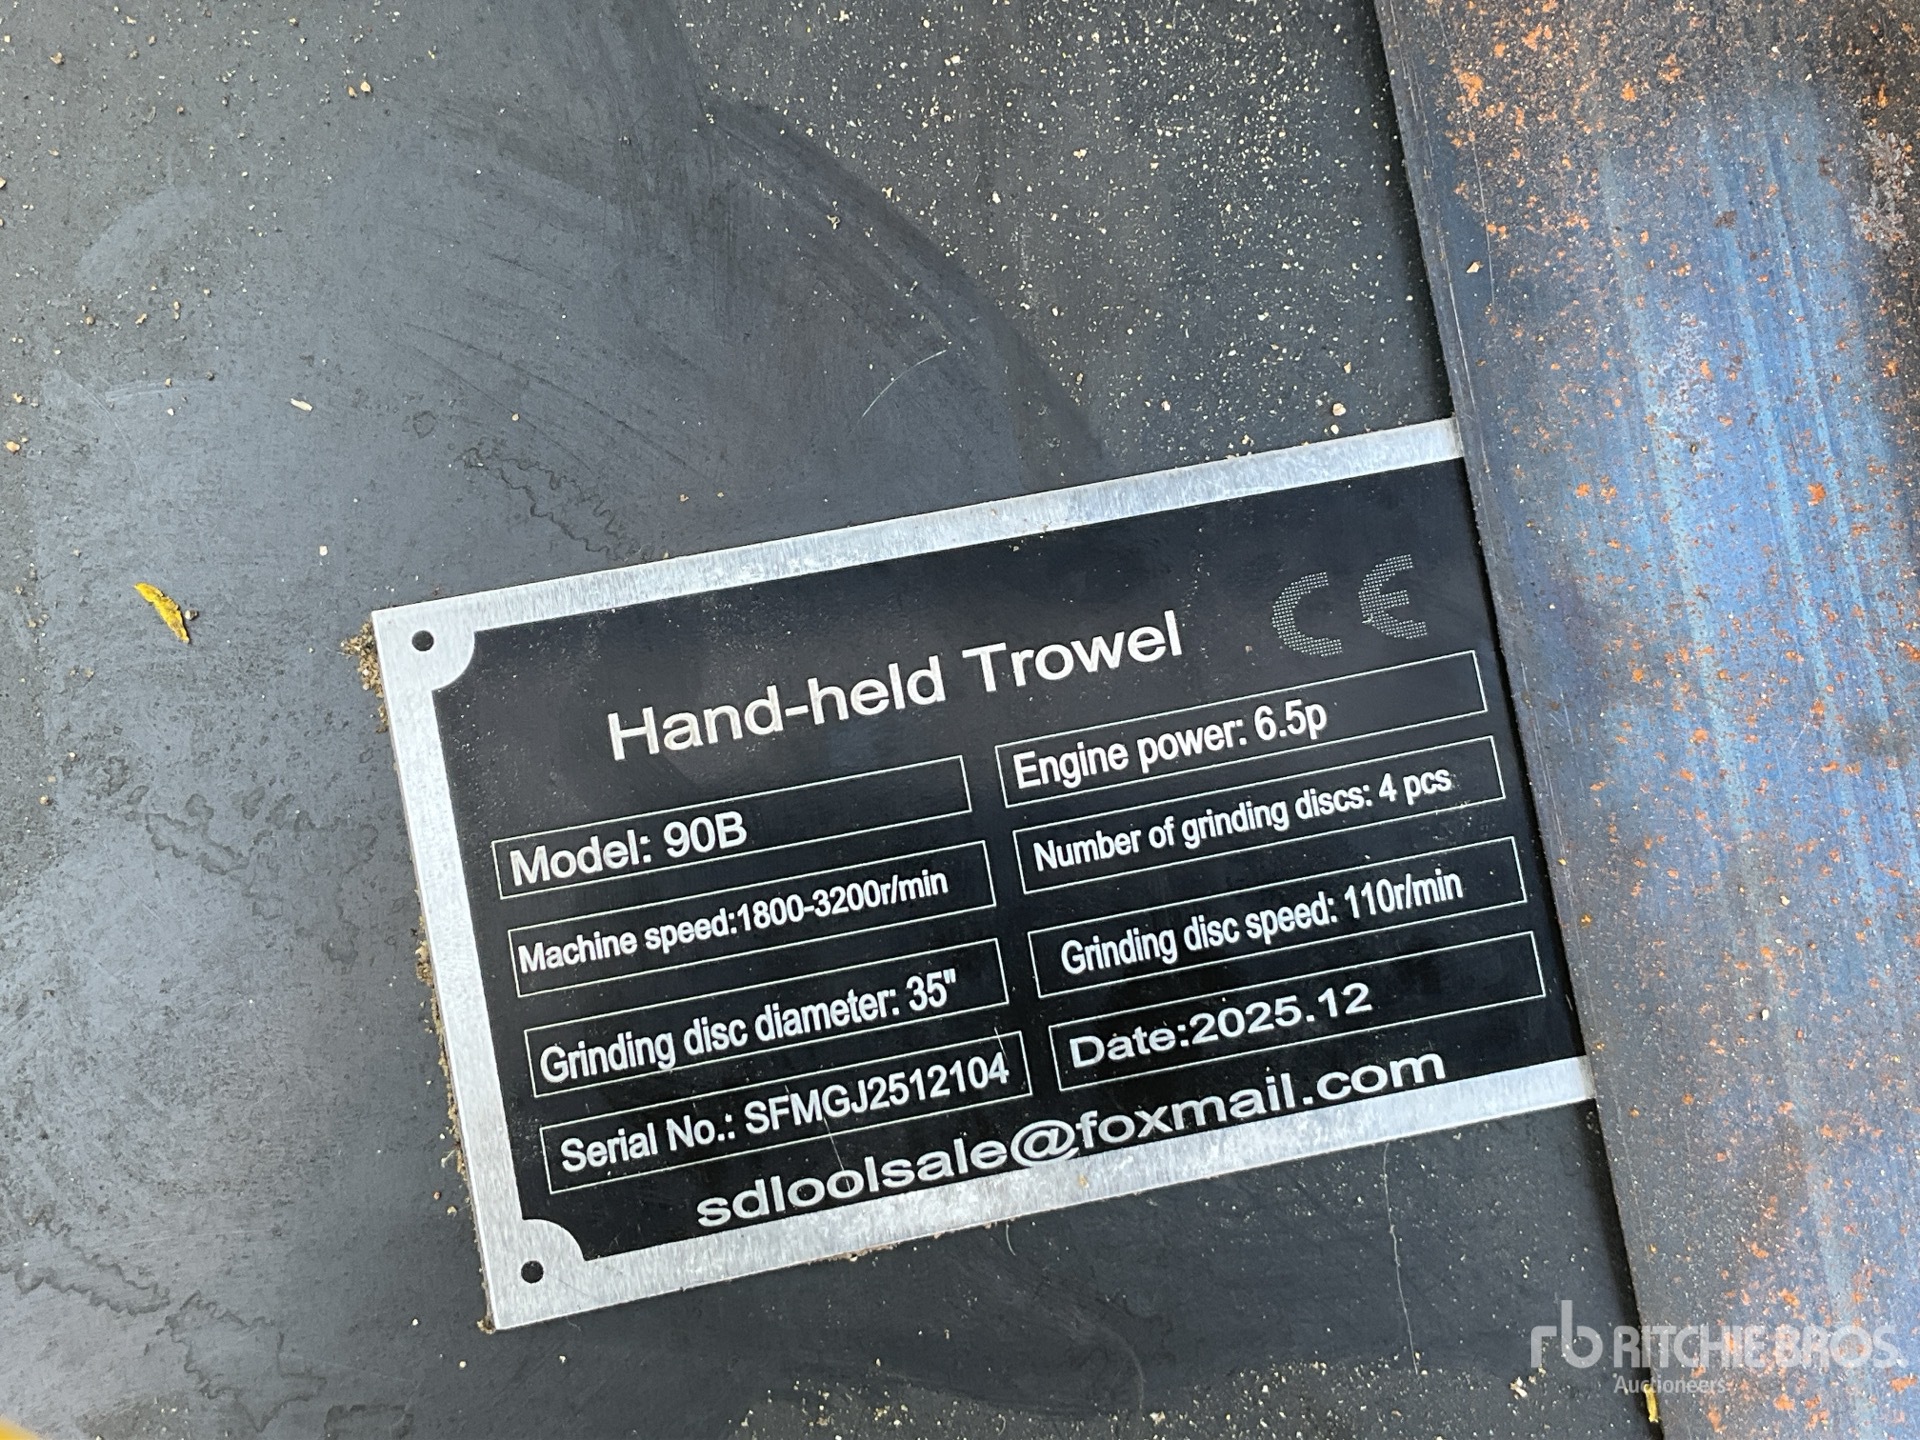 Hand-held Trowel CE
Model: 90B
Engine power: 6.5p
Machine speed:1800-3200r/min
Number of grinding discs: 4 pcs
Grinding disc diameter: 35"
Grinding disc speed: 110r/min
Serial No.: SFMGJ2512104
Date:2025.12
sdloolsale@foxmail.com
rb RITCHIE BROS.
Auctioneers